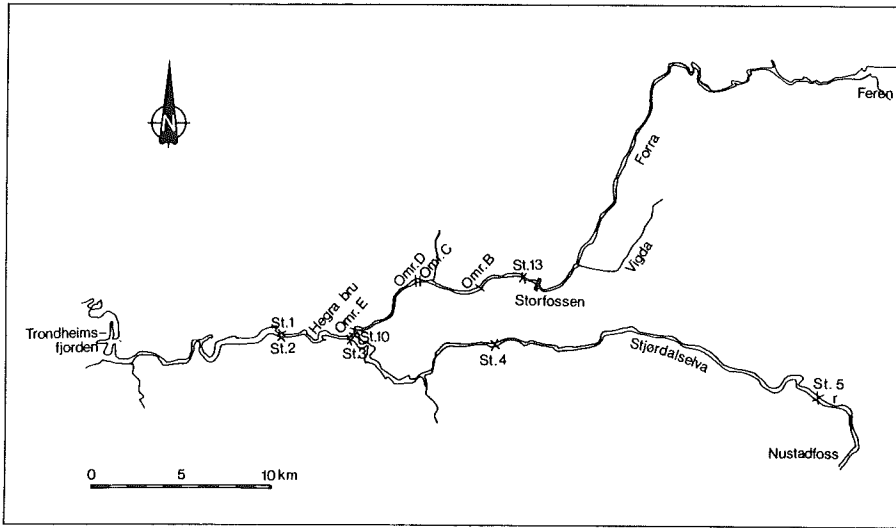 N
Feren
Forra
Vigda
Omr. D
Omr. C
Omr. B
St.13
Storfossen
Hegra bru
Omr. E
St.1
St.2
St.10
St.3
Trondheims-
fjorden
St.4
Stjørdalselva
St. 5
r
Nustadfoss
0 5 10 km